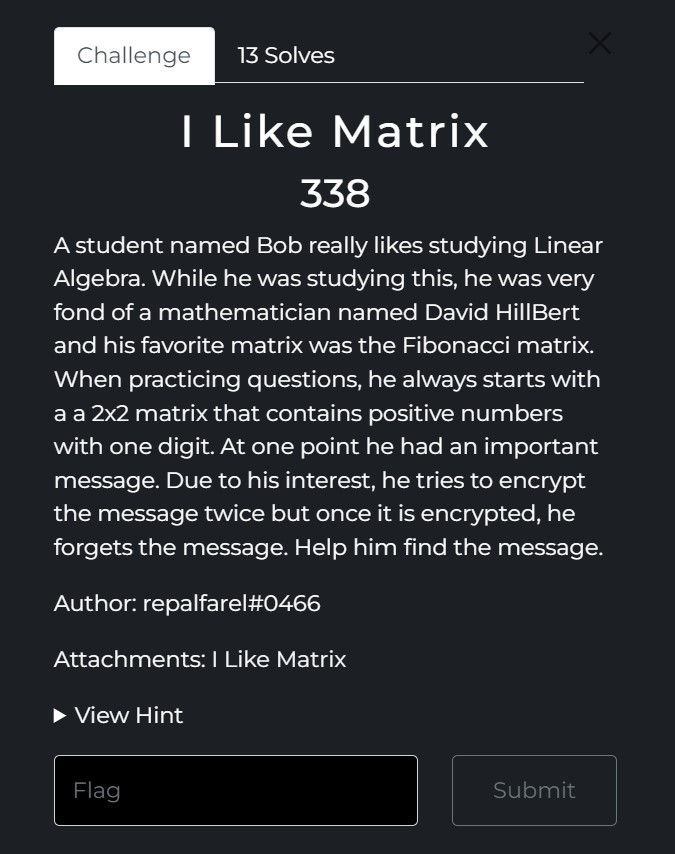 Challenge
13 Solves
I Like Matrix
338
A student named Bob really likes studying Linear
Algebra. While he was studying this, he was very
fond of a mathematician named David HillBert
and his favorite matrix was the Fibonacci matrix.
When practicing questions, he always starts with
a a 2x2 matrix that contains positive numbers
with one digit. At one point he had an important
message. Due to his interest, he tries to encrypt
the message twice but once it is encrypted, he
forgets the message. Help him find the message.
Author: repalfarel#0466
Attachments: I Like Matrix
View Hint
Flag
Submit